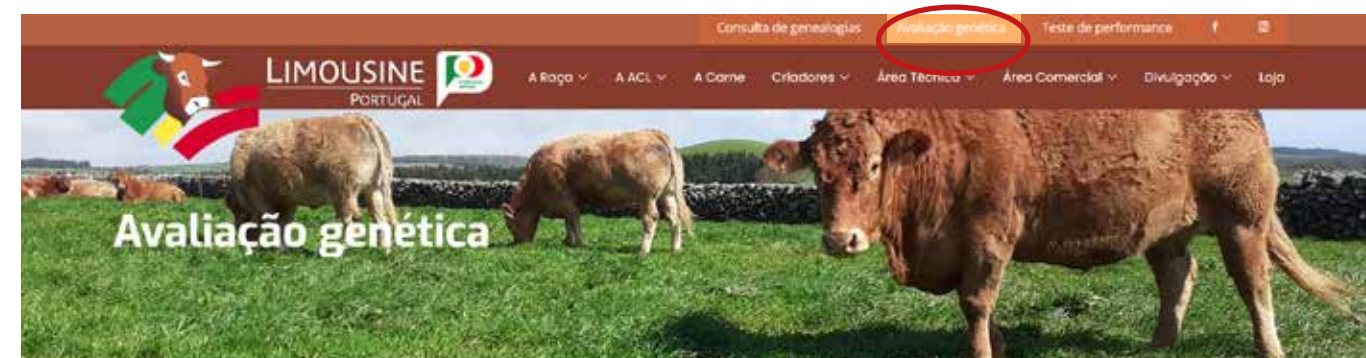 Consulta de genealogias Avaliação genética Teste de performance f
LIMOUSINE
PORTUGAL
A Raça A ACL A Carne Criadores Área Técnica Área Comercial Divulgação Loja
Avaliação genética